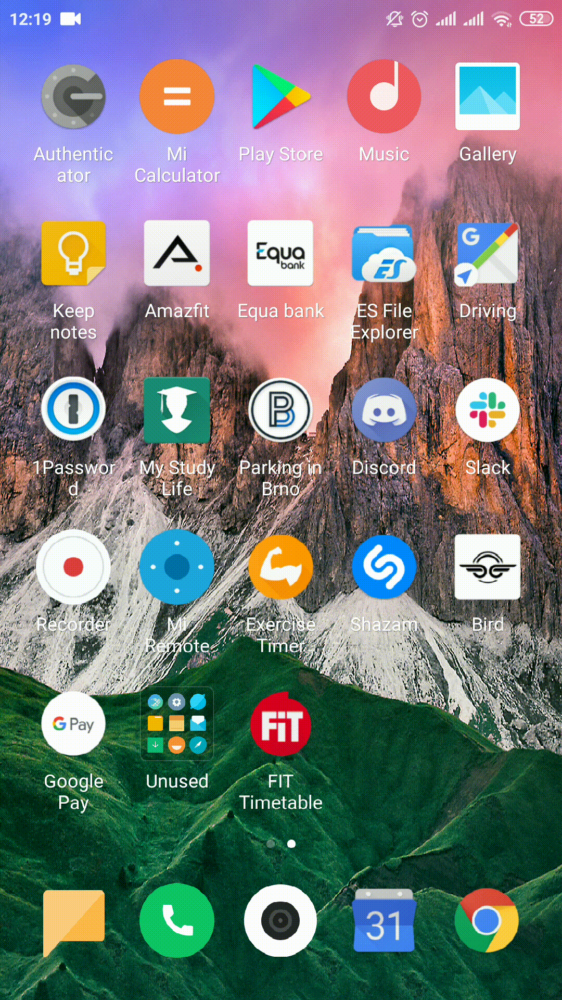 12:19
52
Authentic
ator
Mi
Calculator
Play Store
Music
Gallery
G
Equa
bank
ES
Keep
notes
Amazfit
Equa bank
ES File
Explorer
Driving
B
1Passwor
d
My Study
Life
Parking in
Brno
Discord
Slack
Recorder
Mi
Remote
Exercise
Timer
Shazam
Bird
G Pay
FiT
Google
Pay
Unused
FIT
Timetable
31